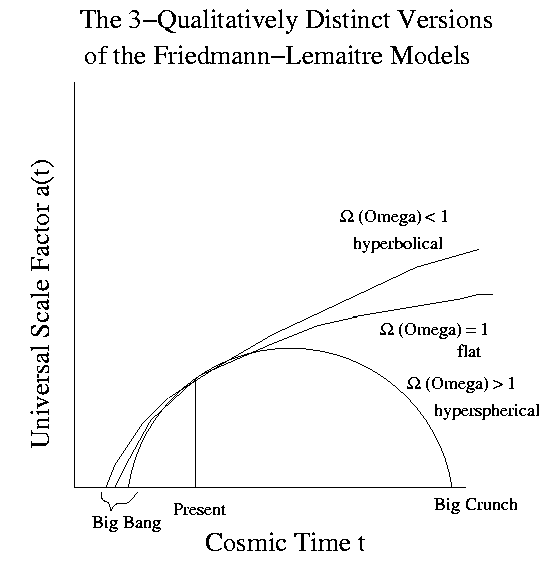 The 3–Qualitatively Distinct Versions
of the Friedmann–Lemaitre Models
Universal Scale Factor a(t)
Ω (Omega) < 1
hyperbolical
Ω (Omega) = 1
flat
Ω (Omega) > 1
hyperspherical
Big Bang
Present
Big Crunch
Cosmic Time t